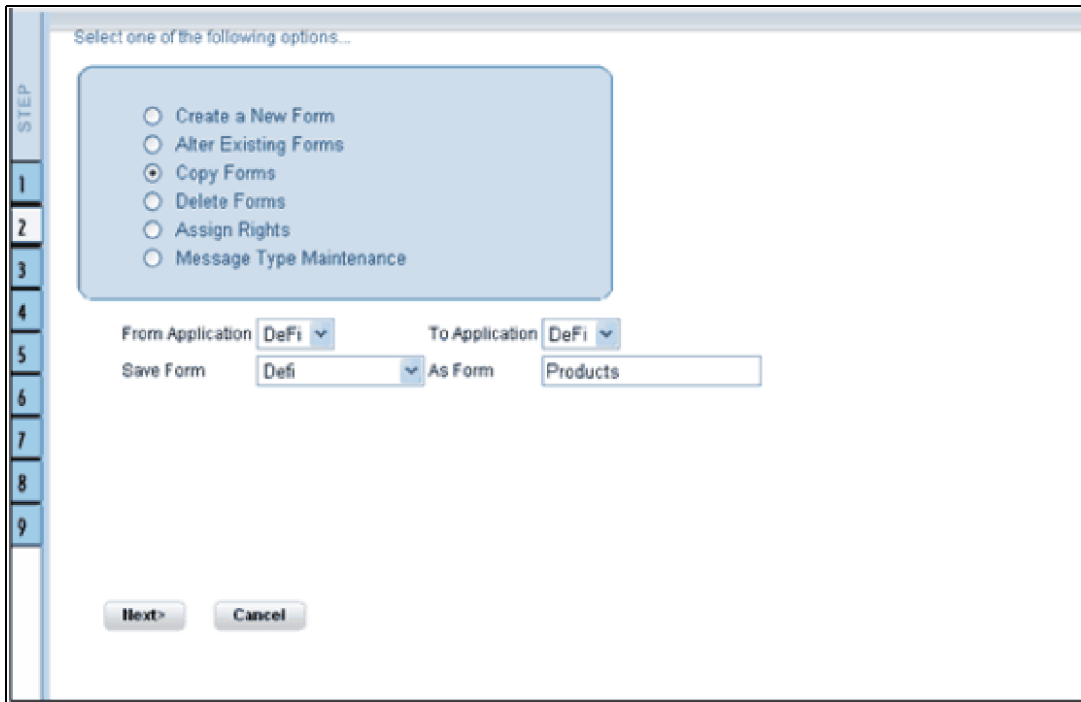 Select one of the following options...
STEP
1
2
3
4
5
6
7
8
9
Create a New Form
Alter Existing Forms
Copy Forms
Delete Forms
Assign Rights
Message Type Maintenance
From Application DeFi To Application DeFi
Save Form Defi As Form Products
Next> Cancel